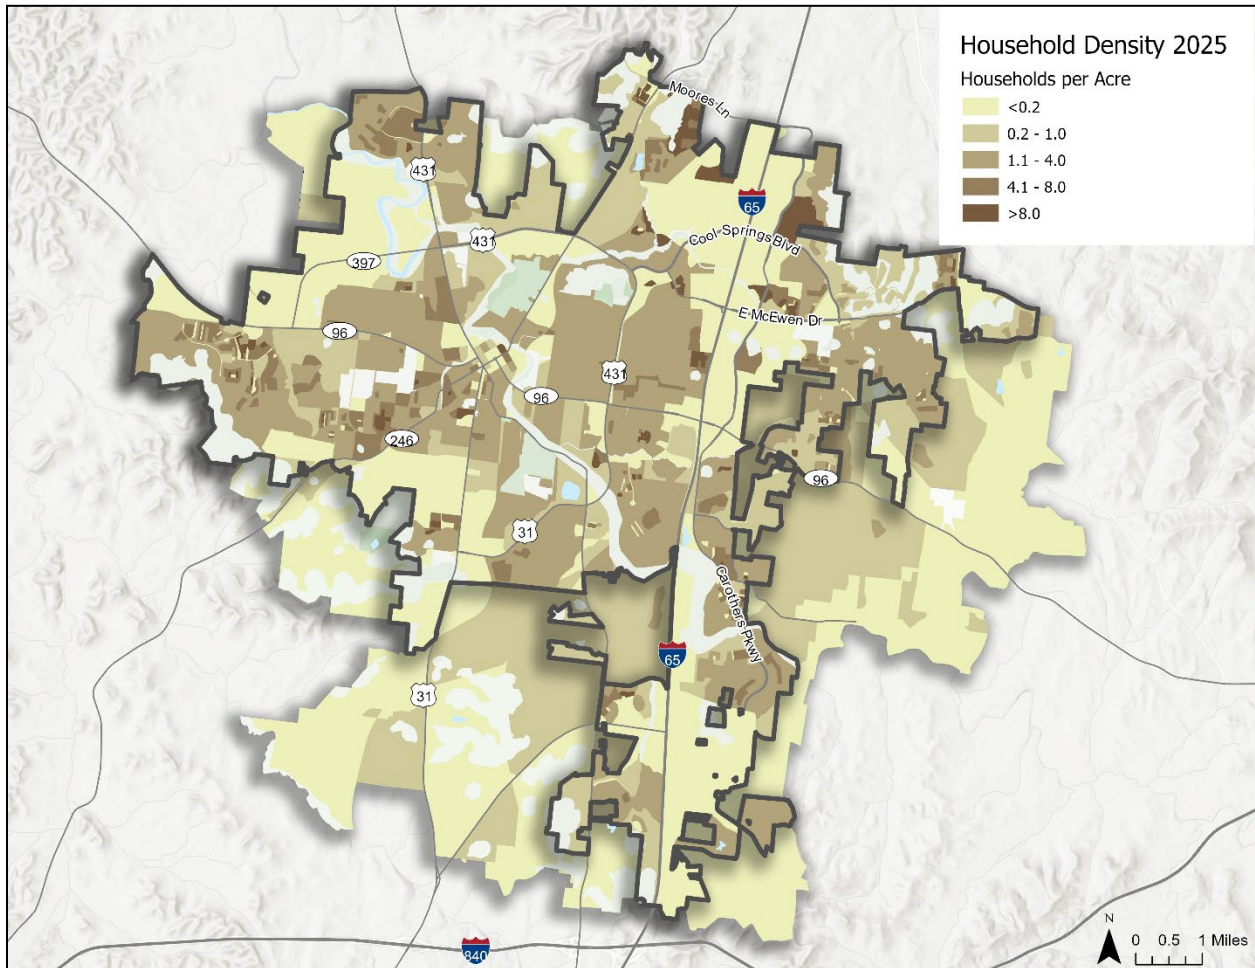 Household Density 2025
Households per Acre
<0.2
0.2 - 1.0
1.1 - 4.0
4.1 - 8.0
>8.0
Moores Ln
431
65
431
Cool Springs Blvd
397
E McEwen Dr
96
431
96
246
96
31
Carothers Pkwy
65
31
840
N
0 0.5 1 Miles